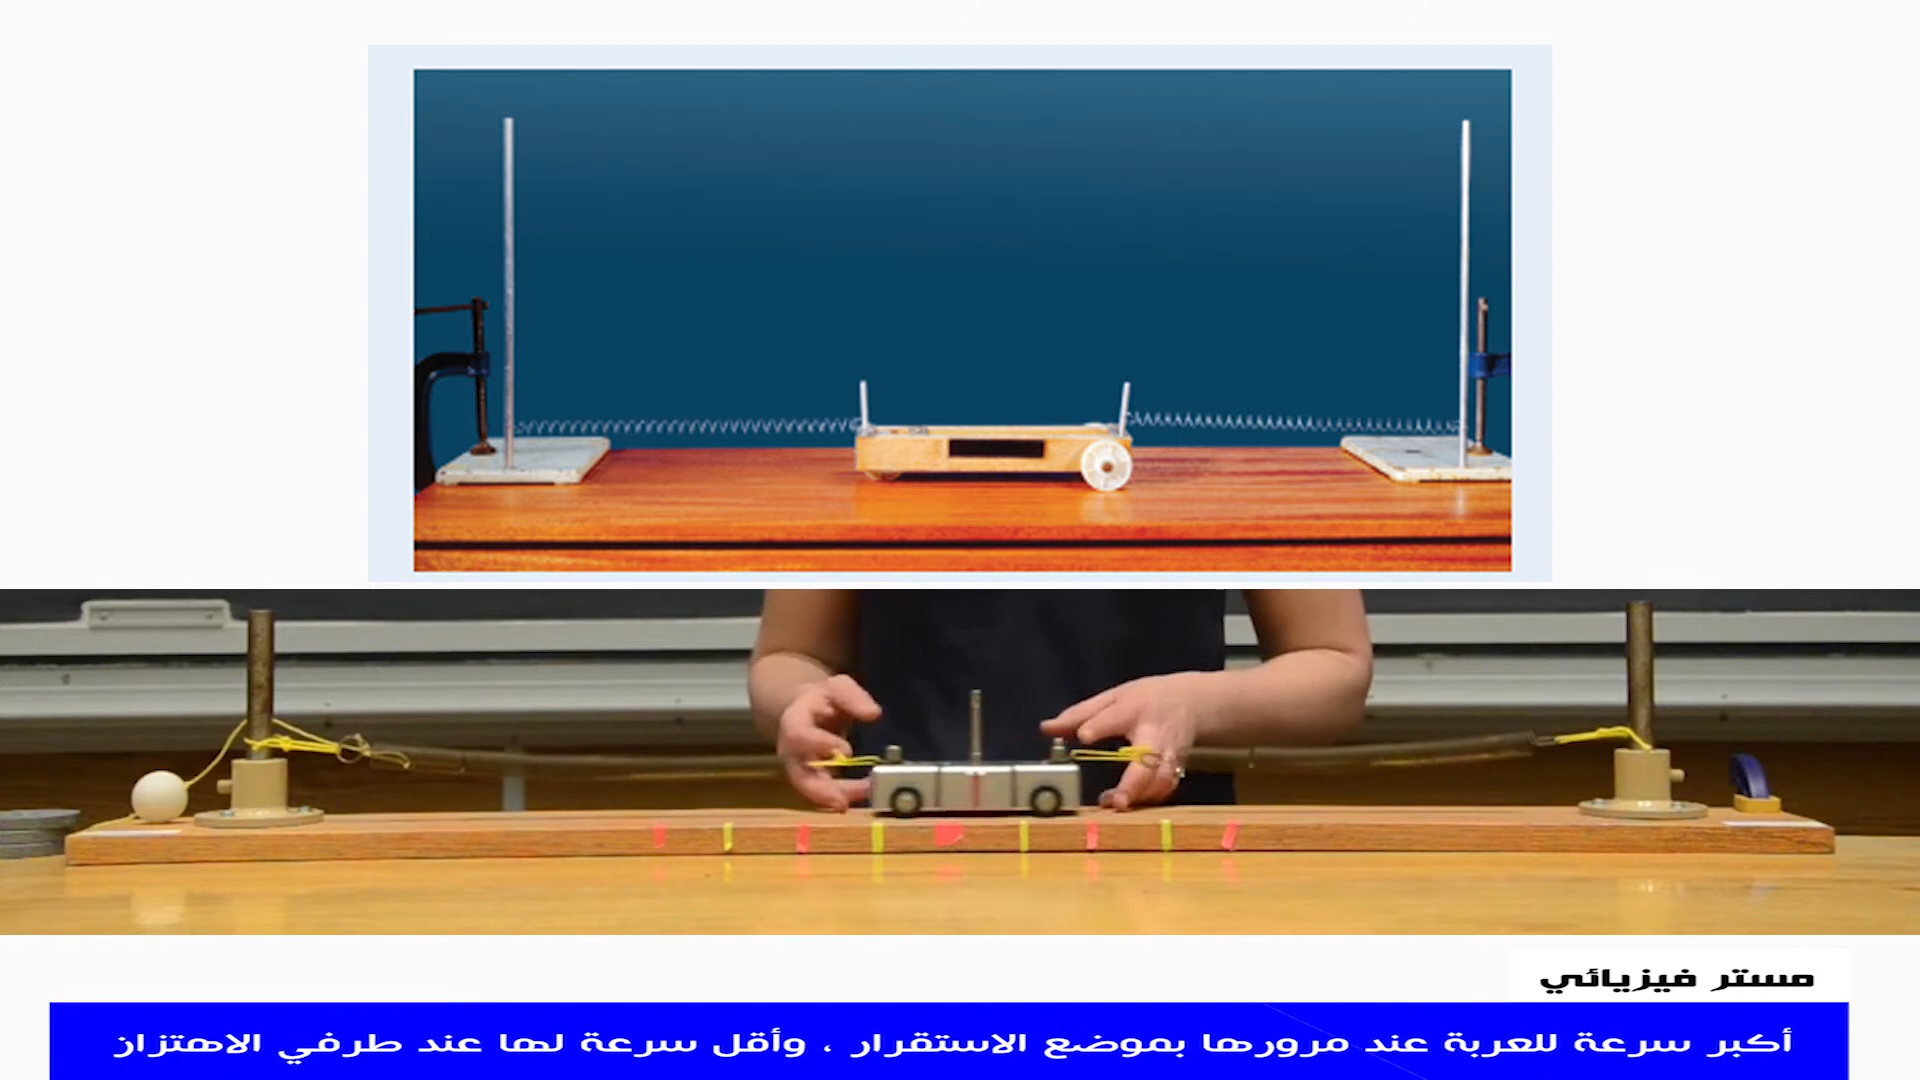 مستر فيزيائي
أكبر سرعة للعربة عند مرورها بموضع الاستقرار ، وأقل سرعة لها عند طرفي الاهتزاز